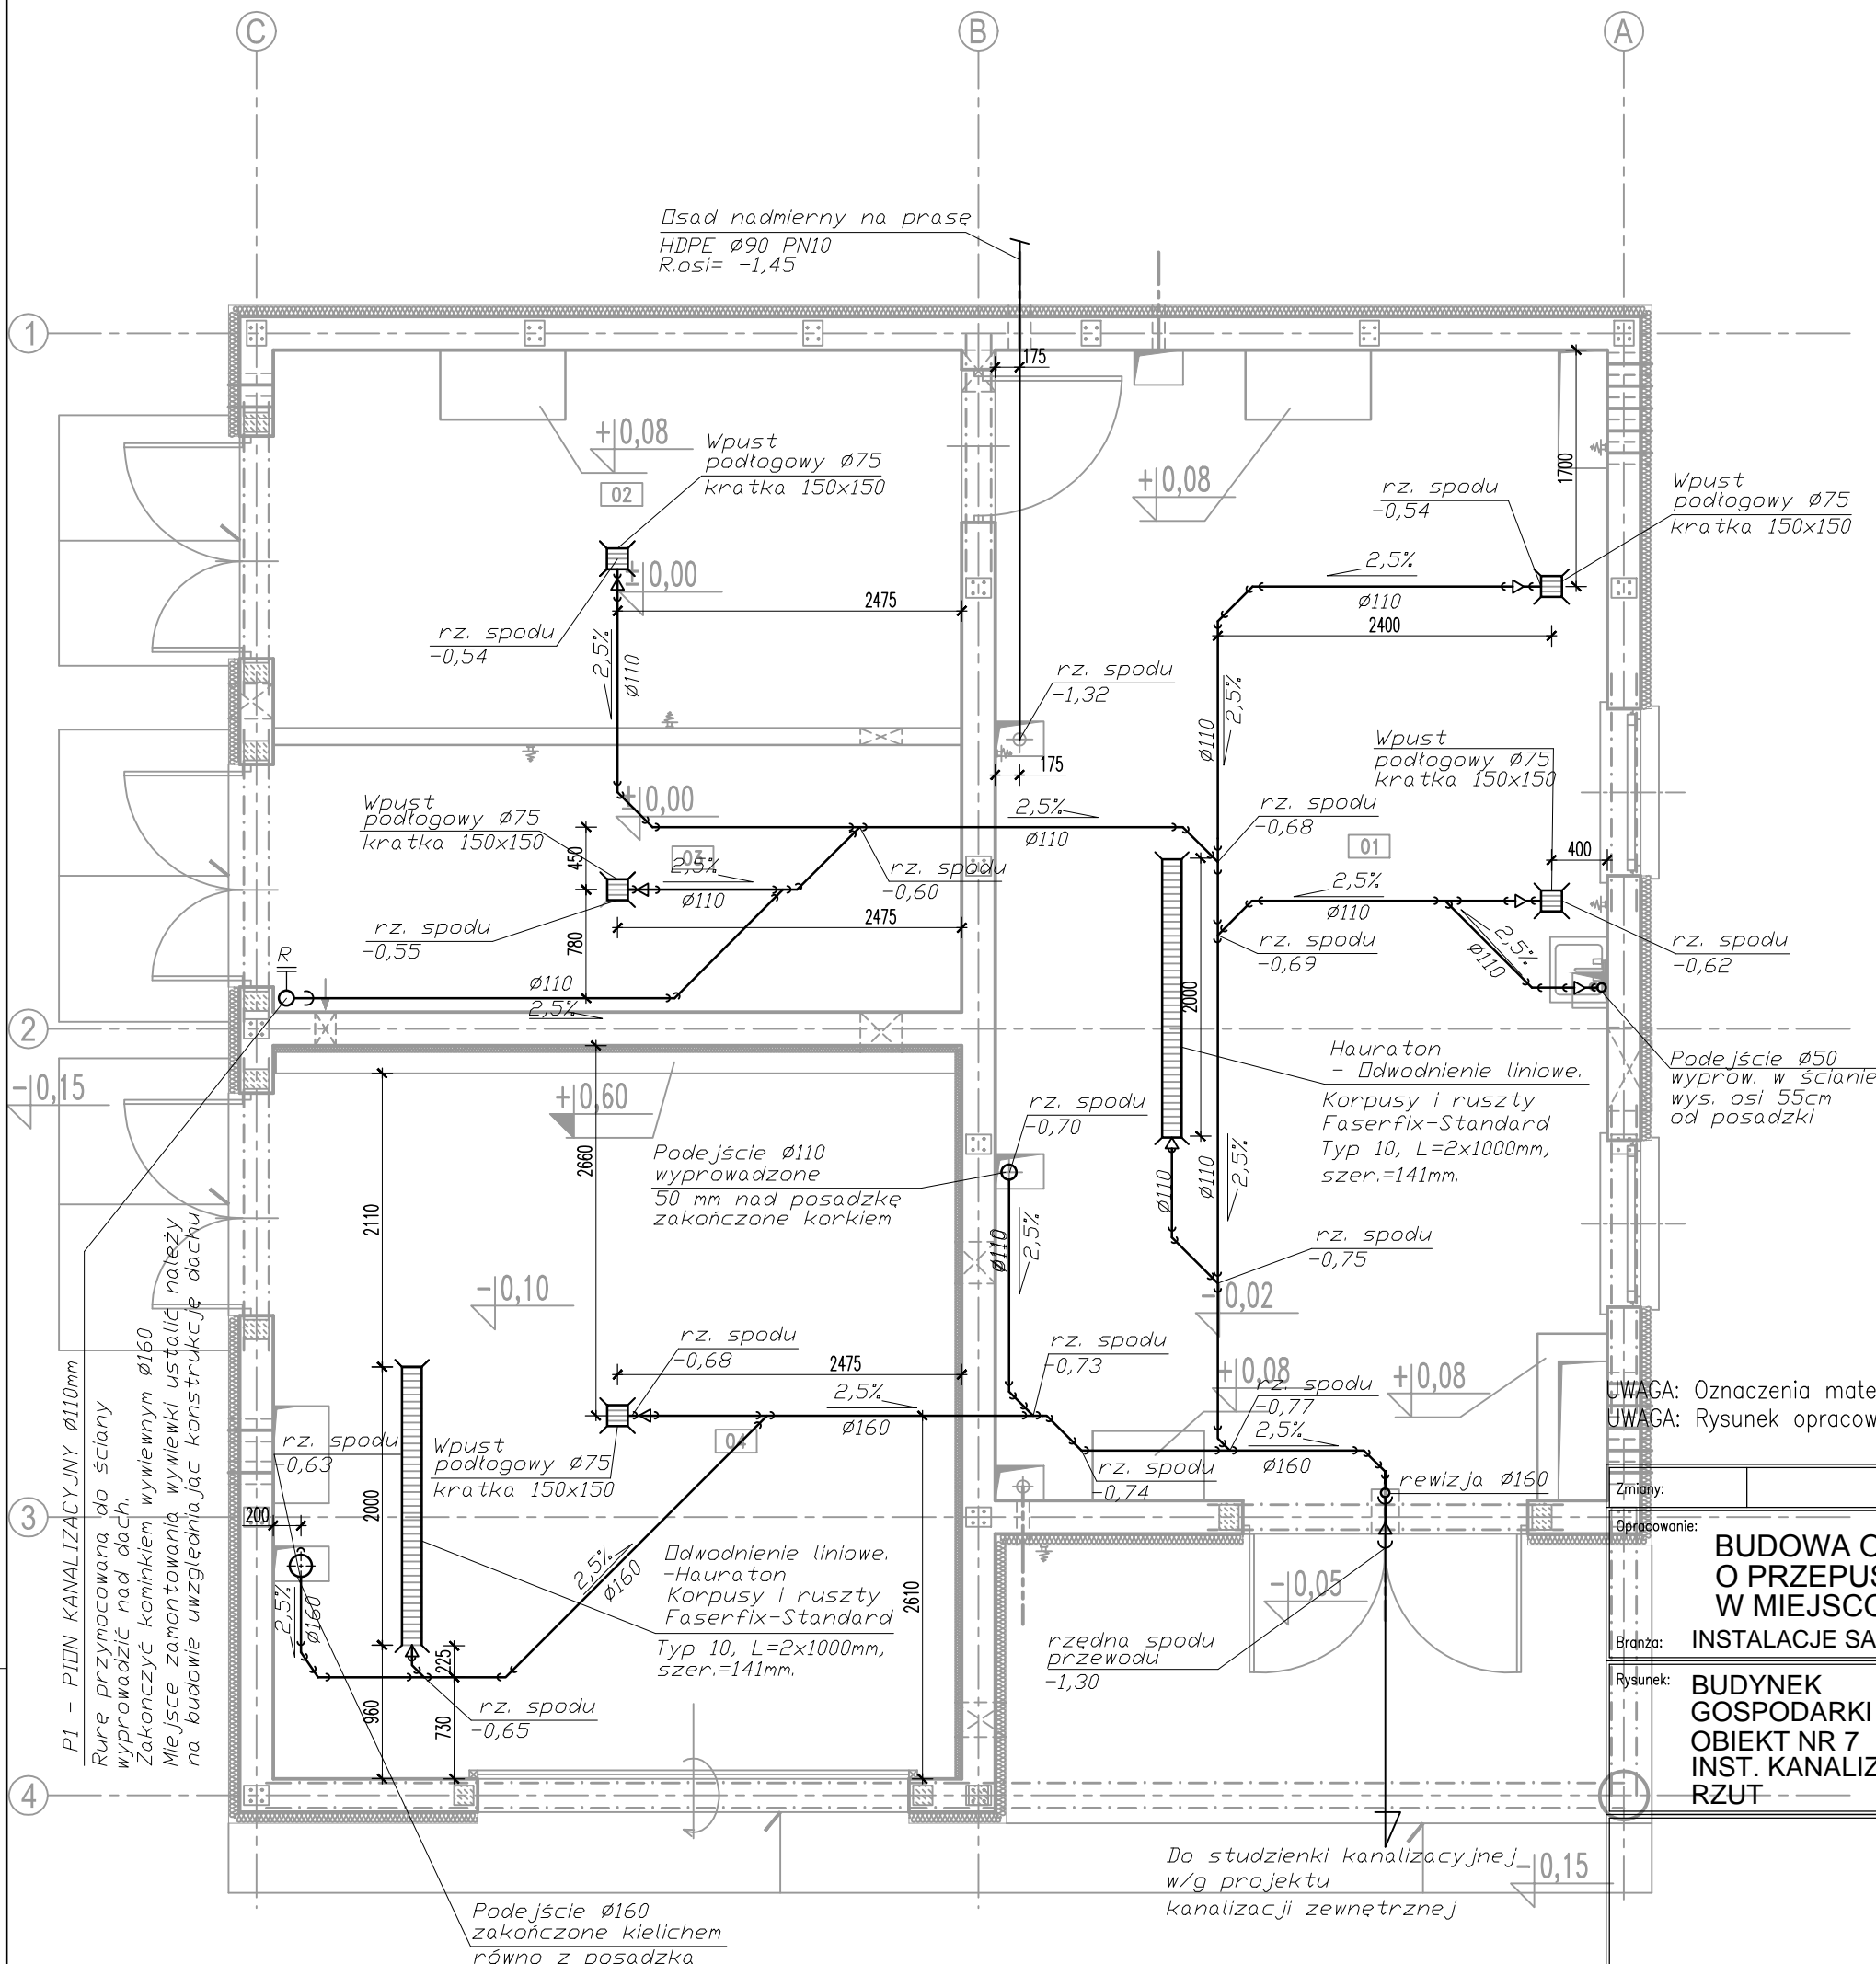 C
B
A
Osad nadmierny na prasę
HDPE Ø90 PN10
R.osi= -1,45
1
175
+0,08
Wpust
podłogowy Ø75
kratka 150x150
02
+0,08
1700
rz. spodu
-0,54
Wpust
podłogowy Ø75
kratka 150x150
±0,00
2,5%
Ø110
2475
2400
rz. spodu
-0,54
2,5%
Ø110
rz. spodu
-1,32
Ø110
2,5%
Wpust
podłogowy Ø75
kratka 150x150
175
±0,00
Wpust
podłogowy Ø75
kratka 150x150
2,5%
Ø110
rz. spodu
-0,68
01
450
03
2,5%
Ø110
rz. spodu
-0,60
400
2,5%
Ø110
2475
rz. spodu
-0,55
780
rz. spodu
-0,69
2,5%
Ø110
rz. spodu
-0,62
R
Ø110
2,5%
2000
2
-0,15
Hauraton
- Odwodnienie liniowe.
Korpusy i ruszty
Faserfix-Standard
Typ 10, L=2x1000mm,
szer.=141mm.
Podejście Ø50
wyprow. w ścianie
wys. osi 55cm
od posadzki
+0,60
rz. spodu
-0,70
2660
Podejście Ø110
wyprowadzone
50 mm nad posadzkę
zakończone korkiem
Ø110
Ø110
2,5%
2110
Ø110
2,5%
rz. spodu
-0,75
-0,10
-0,02
rz. spodu
-0,68
2475
rz. spodu
-0,73
+0,08
+0,08
rz. spodu
-0,77
2,5%
Ø160
2,5%
Ø160
UWAGA: Oznaczenia mate
UWAGA: Rysunek opracow
04
rz. spodu
-0,63
Wpust
podłogowy Ø75
kratka 150x150
rz. spodu
-0,74
rewizja Ø160
Zmiany:
3
200
2000
Opracowanie:
BUDOWA O
O PRZEPUS
W MIEJSCO
Branża: INSTALACJE SA
Odwodnienie liniowe.
-Hauraton
Korpusy i ruszty
Faserfix-Standard
Typ 10, L=2x1000mm,
szer.=141mm.
2,5%
Ø160
2,5%
Ø160
2610
-0,05
225
rzędna spodu
przewodu
-1,30
Rysunek: BUDYNEK
GOSPODARKI
OBIEKT NR 7
INST. KANALIZ
RZUT
960
730
rz. spodu
-0,65
P1 - PION KANALIZACYJNY Ø110mm
Rurę przymocowaną do ściany
wyprowadzić nad dach.
Zakonczyć kominkiem wywiewnym Ø160
Miejsce zamontowania wywiewki ustalić należy
na budowie uwzględniając konstrukcję dachu.
4
Do studzienki kanalizacyjnej
w/g projektu
kanalizacji zewnętrznej
-0,15
Podejście Ø160
zakończone kielichem
równo z posadzka